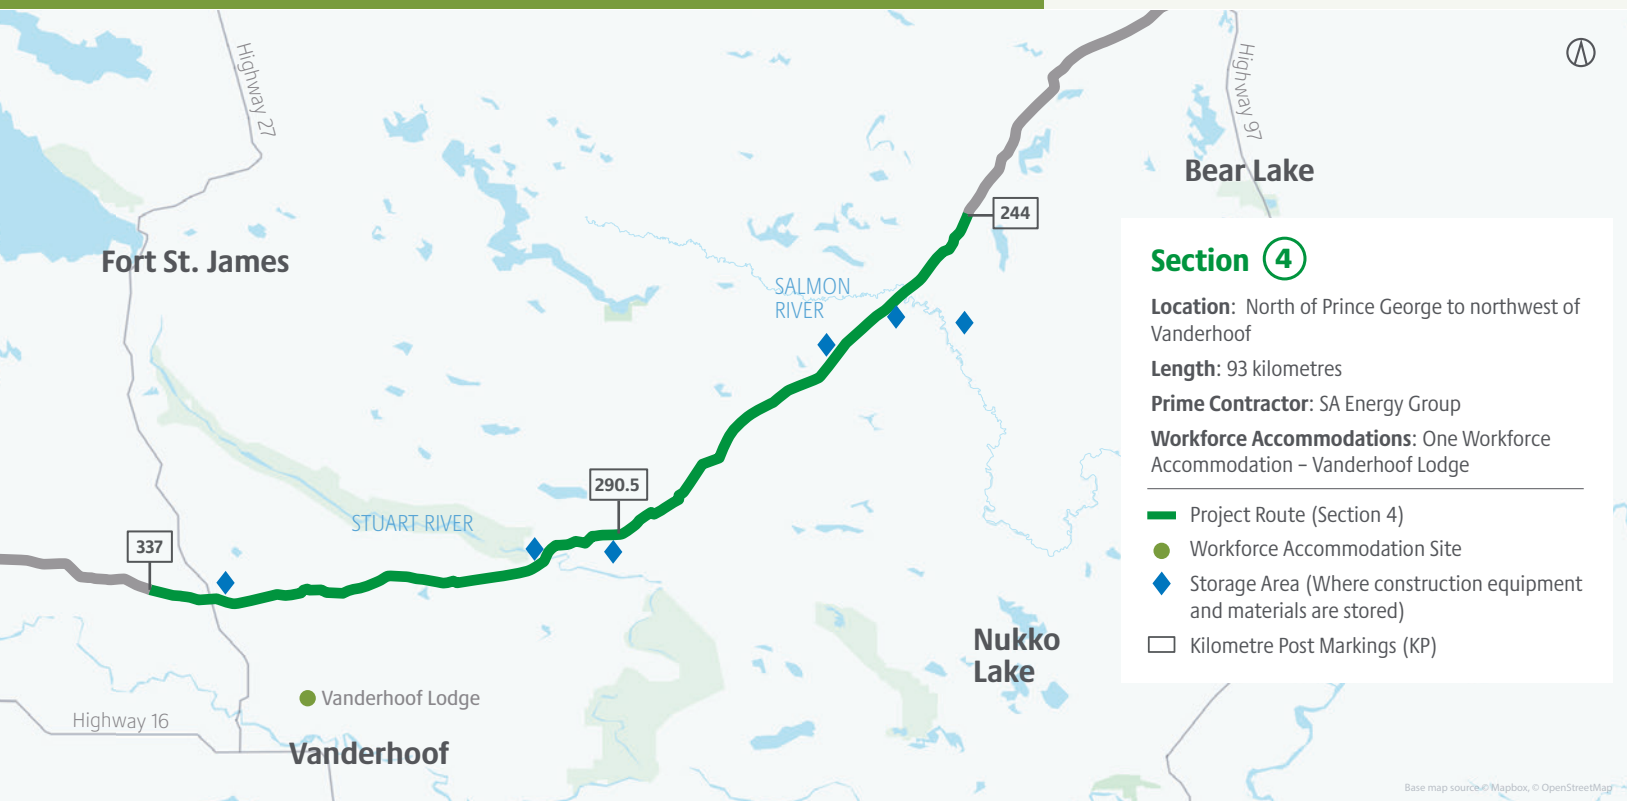 Highway 27
Highway 97
Bear Lake
244
Fort St. James
SALMON
RIVER
290.5
STUART RIVER
337
Nukko
Lake
Vanderhoof Lodge
Highway 16
Vanderhoof
Section 4
Location: North of Prince George to northwest of
Vanderhoof
Length: 93 kilometres
Prime Contractor: SA Energy Group
Workforce Accommodations: One Workforce
Accommodation – Vanderhoof Lodge
Project Route (Section 4)
Workforce Accommodation Site
Storage Area (Where construction equipment
and materials are stored)
Kilometre Post Markings (KP)
Base map source © Mapbox, © OpenStreetMap